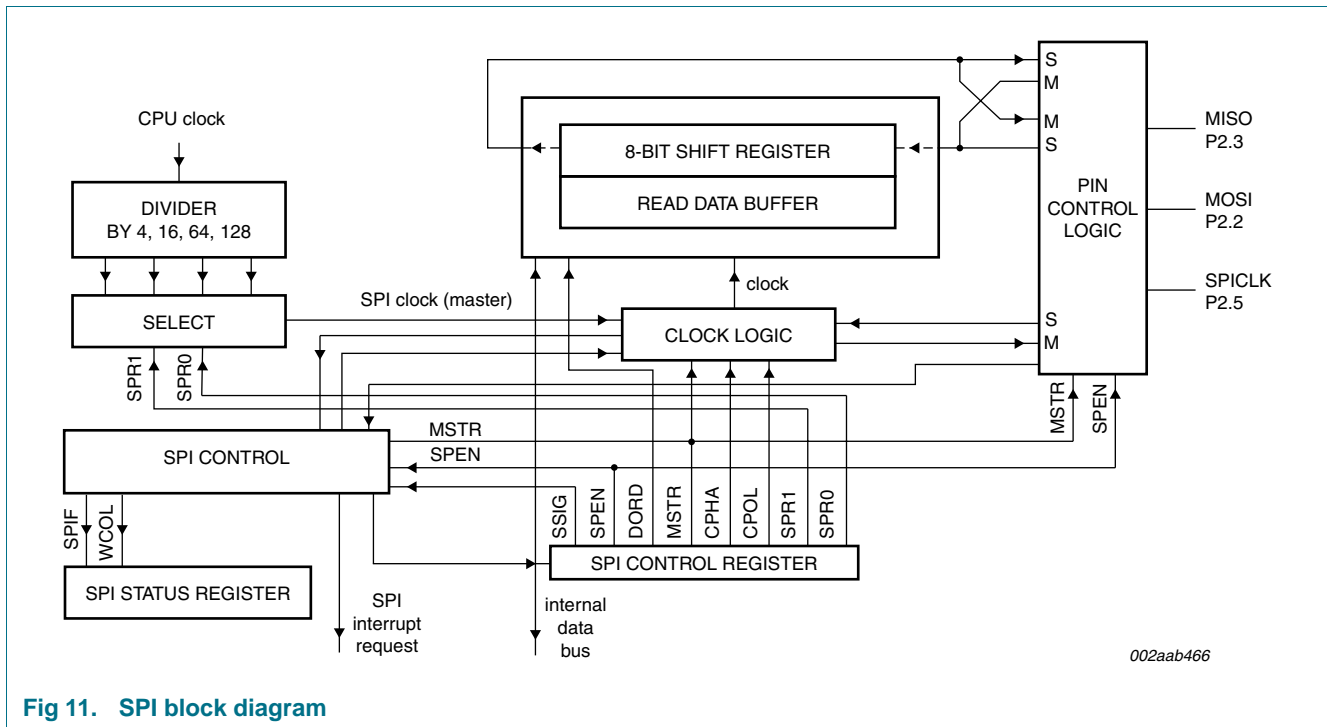 CPU clock
DIVIDER
BY 4, 16, 64, 128
SELECT
SPR1
SPR0
SPI clock (master)
8-BIT SHIFT REGISTER
READ DATA BUFFER
clock
CLOCK LOGIC
S
M
M
S
PIN
CONTROL
LOGIC
S
M
MISO
P2.3
MOSI
P2.2
SPICLK
P2.5
MSTR
SPEN
SPI CONTROL
MSTR
SPEN
SPIF
WCOL
SPI STATUS REGISTER
SSIG
SPEN
DORD
MSTR
CPHA
CPOL
SPR1
SPR0
SPI CONTROL REGISTER
SPI
interrupt
request
internal
data
bus
002aab466
Fig 11. SPI block diagram